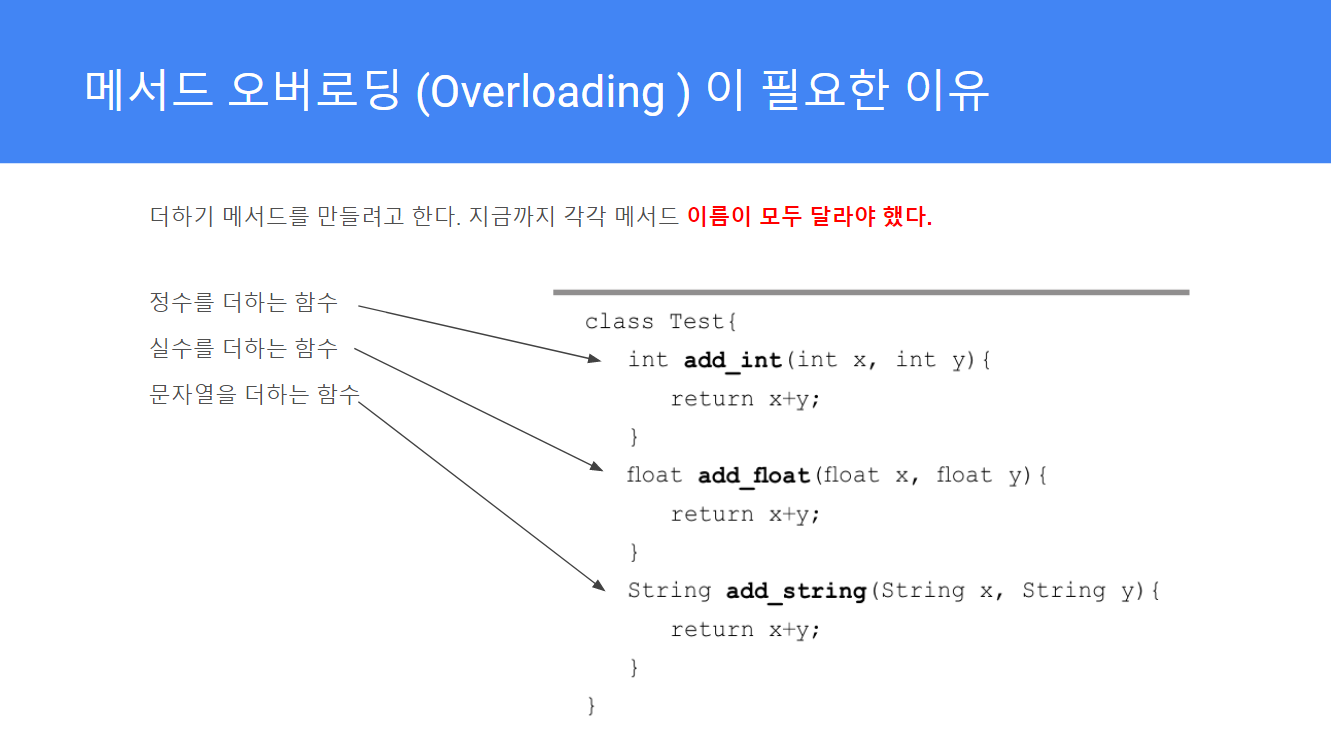 메서드 오버로딩 (Overloading ) 이 필요한 이유
더하기 메서드를 만들려고 한다. 지금까지 각각 메서드 이름이 모두 달라야 했다.
정수를 더하는 함수
실수를 더하는 함수
문자열을 더하는 함수
class Test{
int add_int(int x, int y){
return x+y;
}
float add_float(float x, float y){
return x+y;
}
String add_string(String x, String y){
return x+y;
}
}